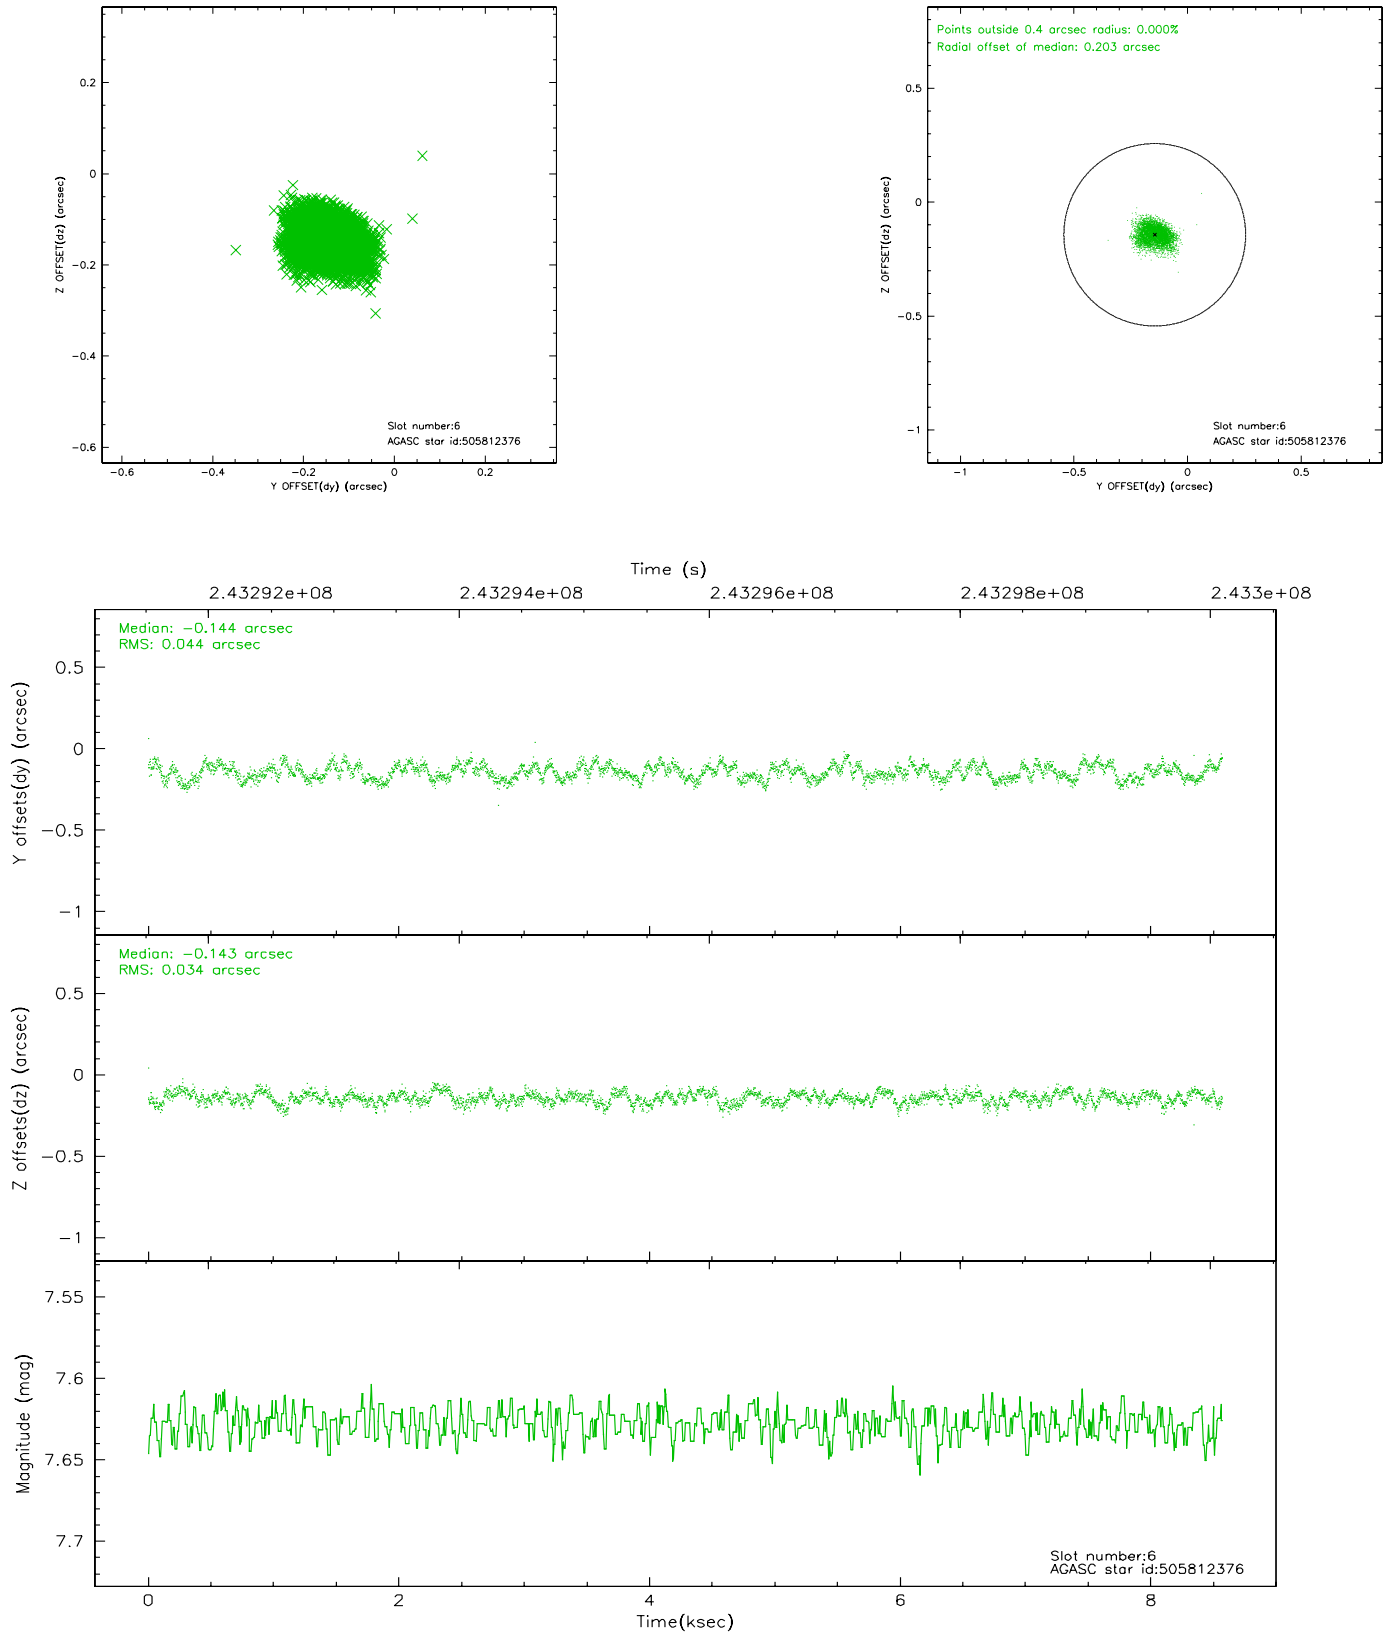 0.2
0
-0.2
-0.4
-0.6
Z OFFSET(dz) (arcsec)
-0.6 -0.4 -0.2 0 0.2
Y OFFSET(dy) (arcsec)
Slot number:6
AGASC star id:505812376
Points outside 0.4 arcsec radius: 0.000%
Radial offset of median: 0.203 arcsec
0.5
0
-0.5
-1
Z OFFSET(dz) (arcsec)
-1 -0.5 0 0.5
Y OFFSET(dy) (arcsec)
Slot number:6
AGASC star id:505812376
Time (s)
2.43292e+08 2.43294e+08 2.43296e+08 2.43298e+08 2.433e+08
Median: -0.144 arcsec
RMS: 0.044 arcsec
0.5
0
-0.5
-1
Y offsets(dy) (arcsec)
Median: -0.143 arcsec
RMS: 0.034 arcsec
0.5
0
-0.5
-1
Z offsets(dz) (arcsec)
7.55
7.6
7.65
7.7
Magnitude (mag)
Slot number:6
AGASC star id:505812376
0 2 4 6 8
Time(ksec)